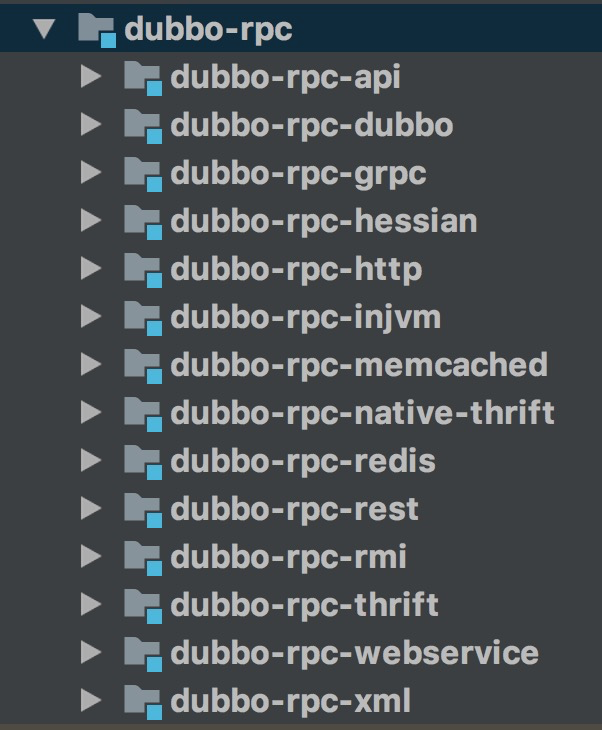 dubbo-rpc
dubbo-rpc-api
dubbo-rpc-dubbo
dubbo-rpc-grpc
dubbo-rpc-hessian
dubbo-rpc-http
dubbo-rpc-injvm
dubbo-rpc-memcached
dubbo-rpc-native-thrift
dubbo-rpc-redis
dubbo-rpc-rest
dubbo-rpc-rmi
dubbo-rpc-thrift
dubbo-rpc-webservice
dubbo-rpc-xml